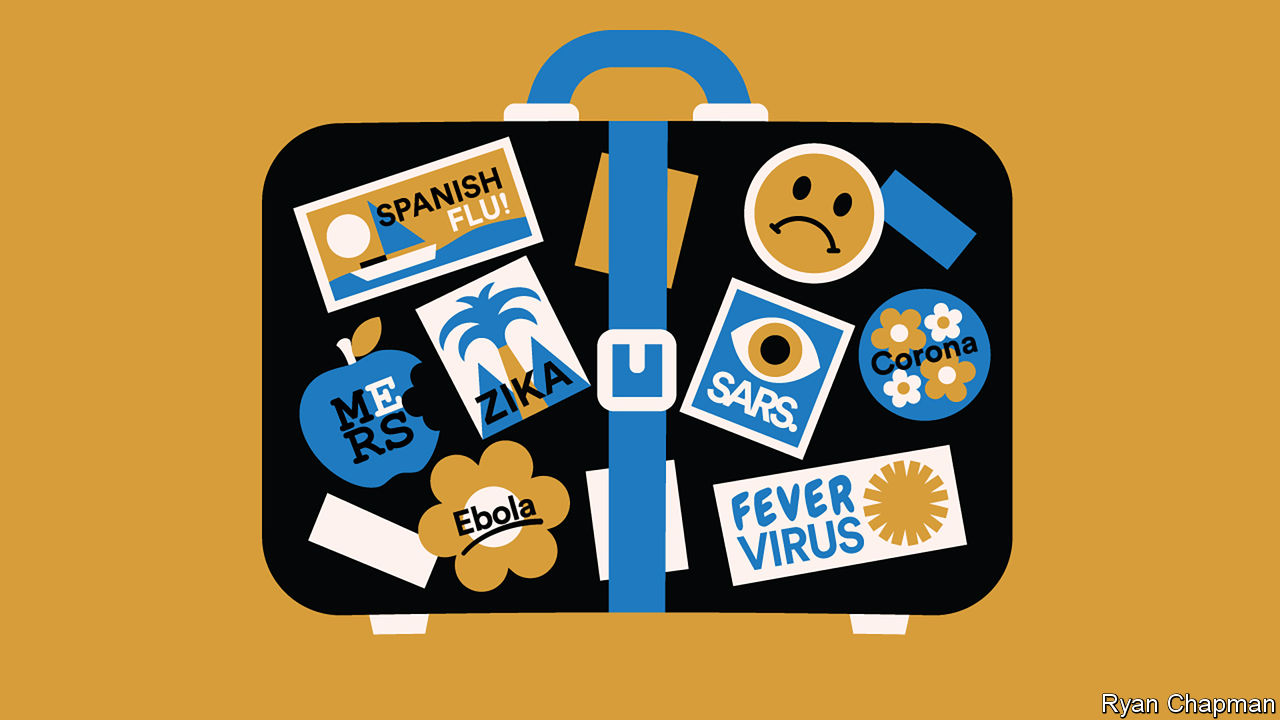 SPANISH
FLU!
ZIKA
SARS.
Corona
ME
RS
Ebola
FEVER
VIRUS
Ryan Chapman